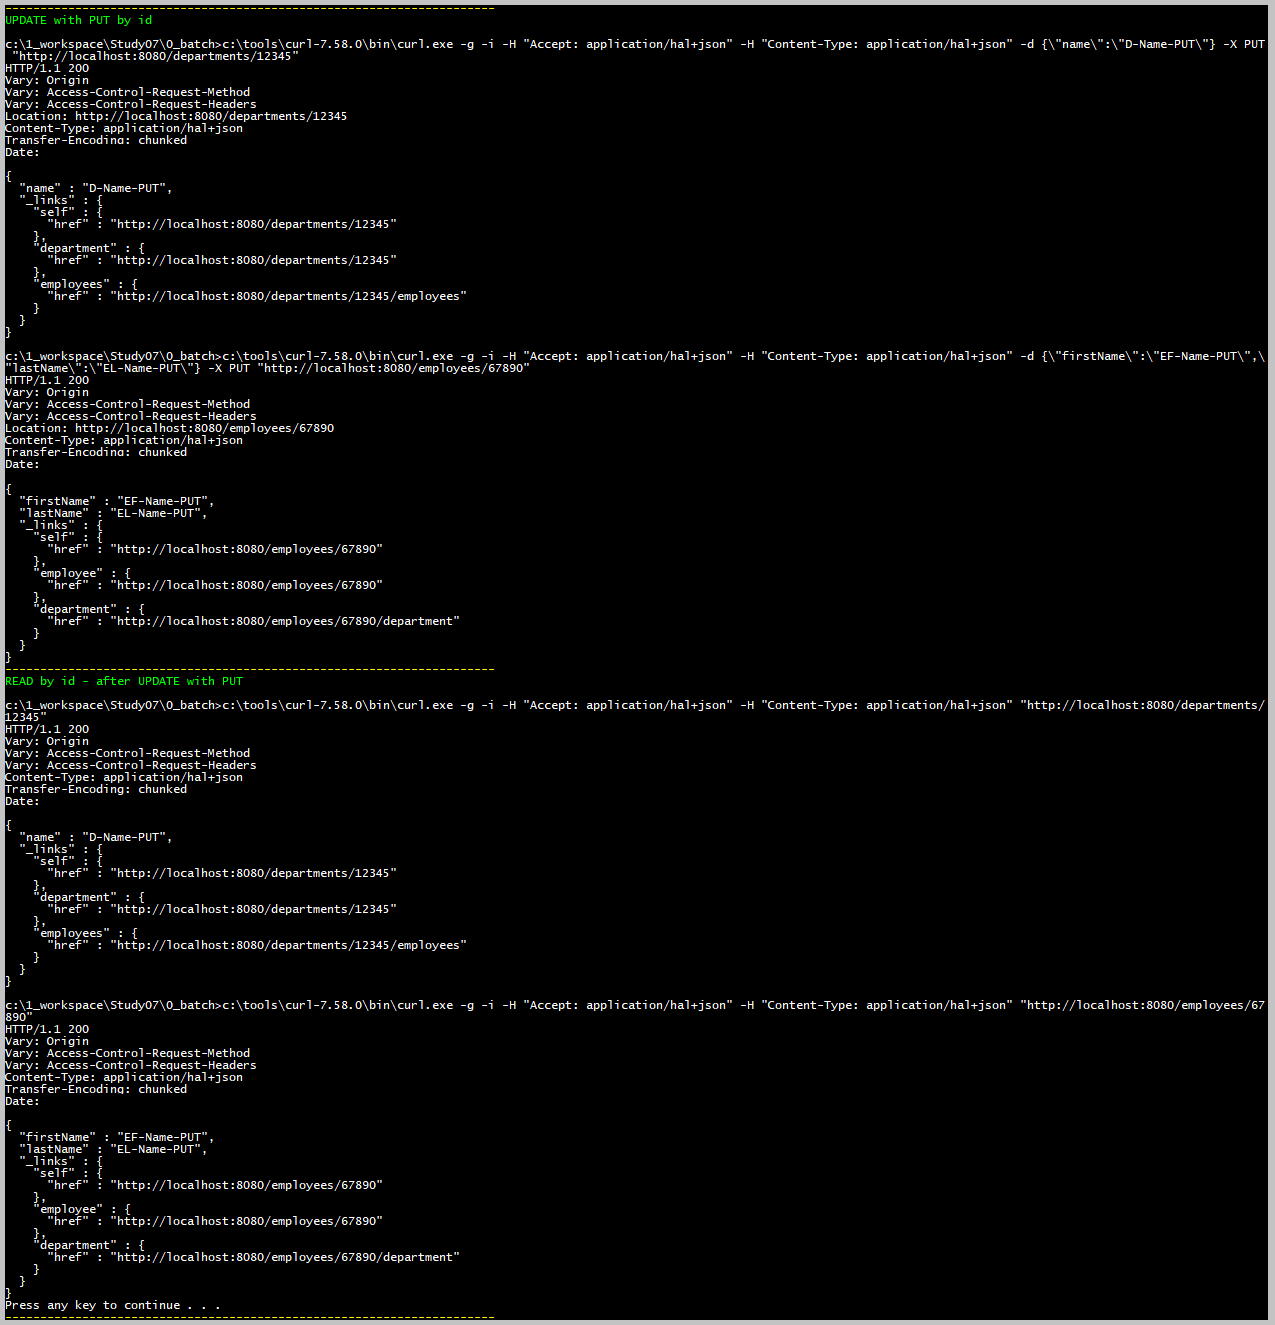 ----------------------------------------------------------------------
UPDATE with PUT by id

c:\1_workspace\Study07\0_batch>c:\tools\curl-7.58.0\bin\curl.exe -g -i -H "Accept: application/hal+json" -H "Content-Type: application/hal+json" -d {\"name\":\"D-Name-PUT\"} -X PUT
 "http://localhost:8080/departments/12345"
HTTP/1.1 200
Vary: Origin
Vary: Access-Control-Request-Method
Vary: Access-Control-Request-Headers
Location: http://localhost:8080/departments/12345
Content-Type: application/hal+json
Transfer-Encoding: chunked
Date:

{
  "name" : "D-Name-PUT",
  "_links" : {
    "self" : {
      "href" : "http://localhost:8080/departments/12345"
    },
    "department" : {
      "href" : "http://localhost:8080/departments/12345"
    },
    "employees" : {
      "href" : "http://localhost:8080/departments/12345/employees"
    }
  }
}

c:\1_workspace\Study07\0_batch>c:\tools\curl-7.58.0\bin\curl.exe -g -i -H "Accept: application/hal+json" -H "Content-Type: application/hal+json" -d {\"firstName\":\"EF-Name-PUT\",\
"lastName\":\"EL-Name-PUT\"} -X PUT "http://localhost:8080/employees/67890"
HTTP/1.1 200
Vary: Origin
Vary: Access-Control-Request-Method
Vary: Access-Control-Request-Headers
Location: http://localhost:8080/employees/67890
Content-Type: application/hal+json
Transfer-Encoding: chunked
Date:

{
  "firstName" : "EF-Name-PUT",
  "lastName" : "EL-Name-PUT",
  "_links" : {
    "self" : {
      "href" : "http://localhost:8080/employees/67890"
    },
    "employee" : {
      "href" : "http://localhost:8080/employees/67890"
    },
    "department" : {
      "href" : "http://localhost:8080/employees/67890/department"
    }
  }
}
----------------------------------------------------------------------
READ by id - after UPDATE with PUT

c:\1_workspace\Study07\0_batch>c:\tools\curl-7.58.0\bin\curl.exe -g -i -H "Accept: application/hal+json" -H "Content-Type: application/hal+json" "http://localhost:8080/departments/
12345"
HTTP/1.1 200
Vary: Origin
Vary: Access-Control-Request-Method
Vary: Access-Control-Request-Headers
Content-Type: application/hal+json
Transfer-Encoding: chunked
Date:

{
  "name" : "D-Name-PUT",
  "_links" : {
    "self" : {
      "href" : "http://localhost:8080/departments/12345"
    },
    "department" : {
      "href" : "http://localhost:8080/departments/12345"
    },
    "employees" : {
      "href" : "http://localhost:8080/departments/12345/employees"
    }
  }
}

c:\1_workspace\Study07\0_batch>c:\tools\curl-7.58.0\bin\curl.exe -g -i -H "Accept: application/hal+json" -H "Content-Type: application/hal+json" "http://localhost:8080/employees/67
890"
HTTP/1.1 200
Vary: Origin
Vary: Access-Control-Request-Method
Vary: Access-Control-Request-Headers
Content-Type: application/hal+json
Transfer-Encoding: chunked
Date:

{
  "firstName" : "EF-Name-PUT",
  "lastName" : "EL-Name-PUT",
  "_links" : {
    "self" : {
      "href" : "http://localhost:8080/employees/67890"
    },
    "employee" : {
      "href" : "http://localhost:8080/employees/67890"
    },
    "department" : {
      "href" : "http://localhost:8080/employees/67890/department"
    }
  }
}
Press any key to continue . . .
----------------------------------------------------------------------